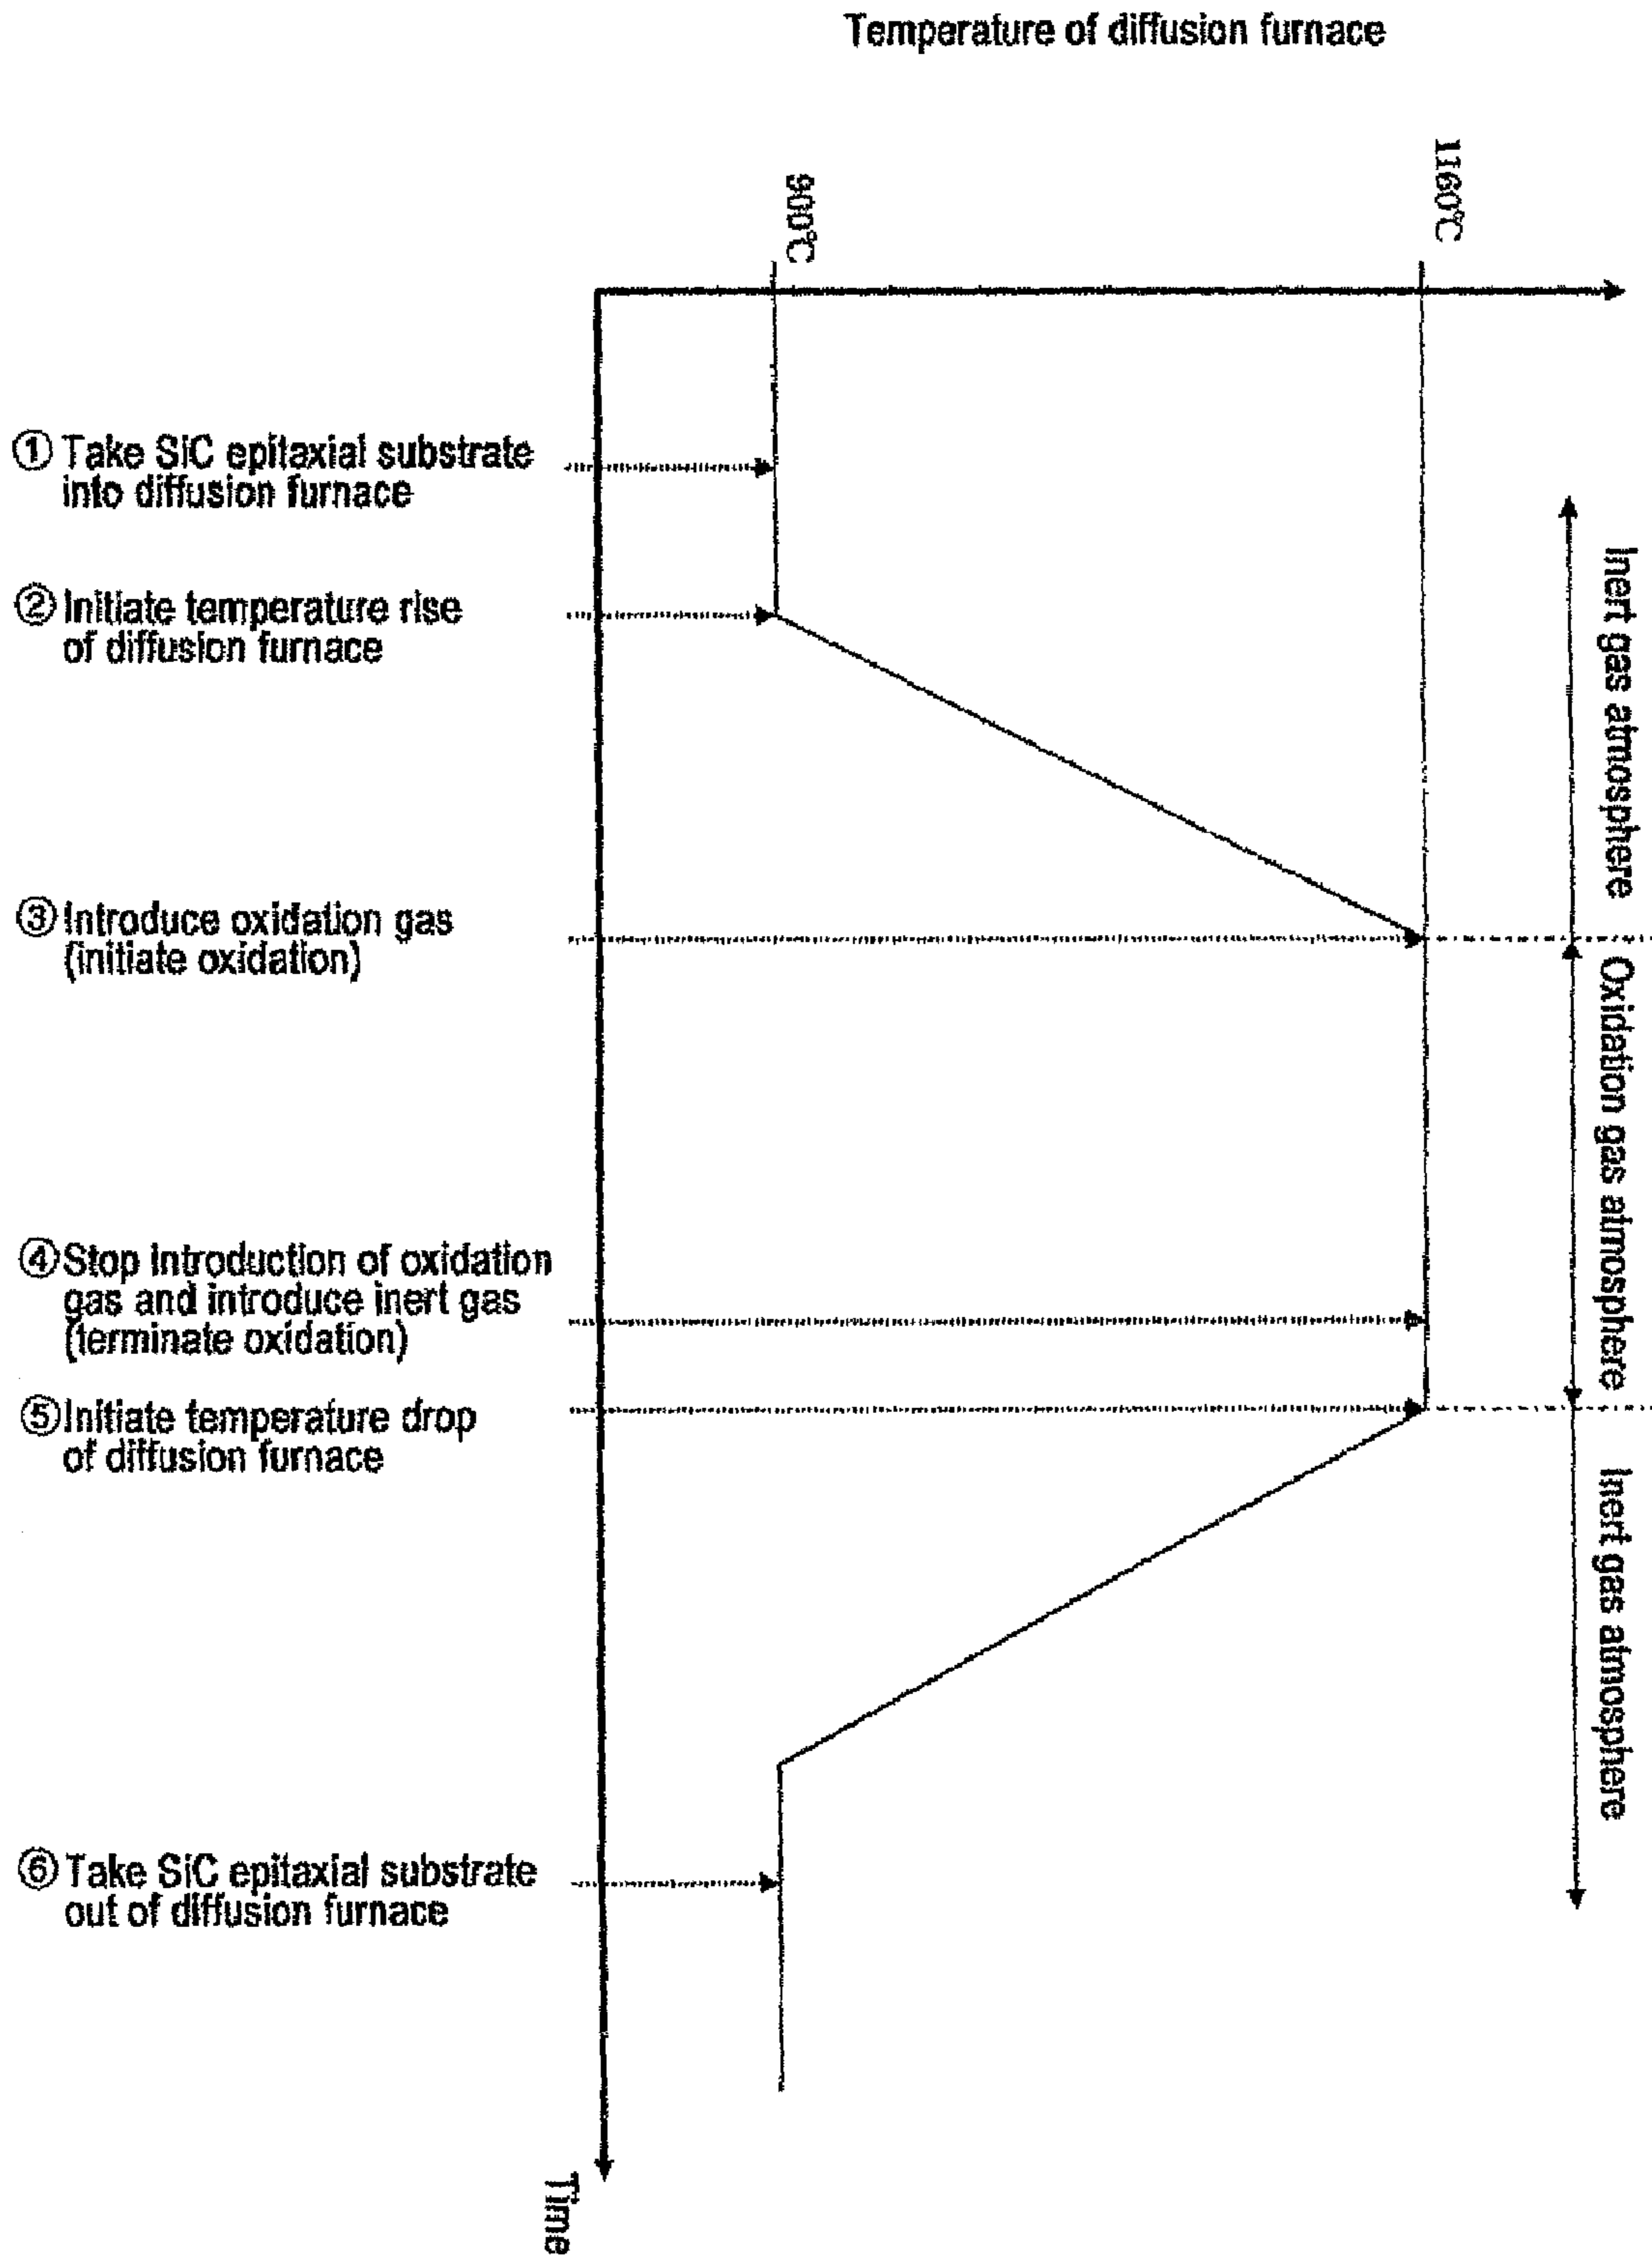 Temperature of diffusion furnace
1160℃
900℃
① Take SiC epitaxial substrate
into diffusion furnace
② Initiate temperature rise
of diffusion furnace
③ Introduce oxidation gas
(initiate oxidation)
④ Stop introduction of oxidation
gas and introduce inert gas
(terminate oxidation)
⑤ Initiate temperature drop
of diffusion furnace
⑥ Take SiC epitaxial substrate
out of diffusion furnace
Inert gas atmosphere
Oxidation gas atmosphere
Inert gas atmosphere
Time